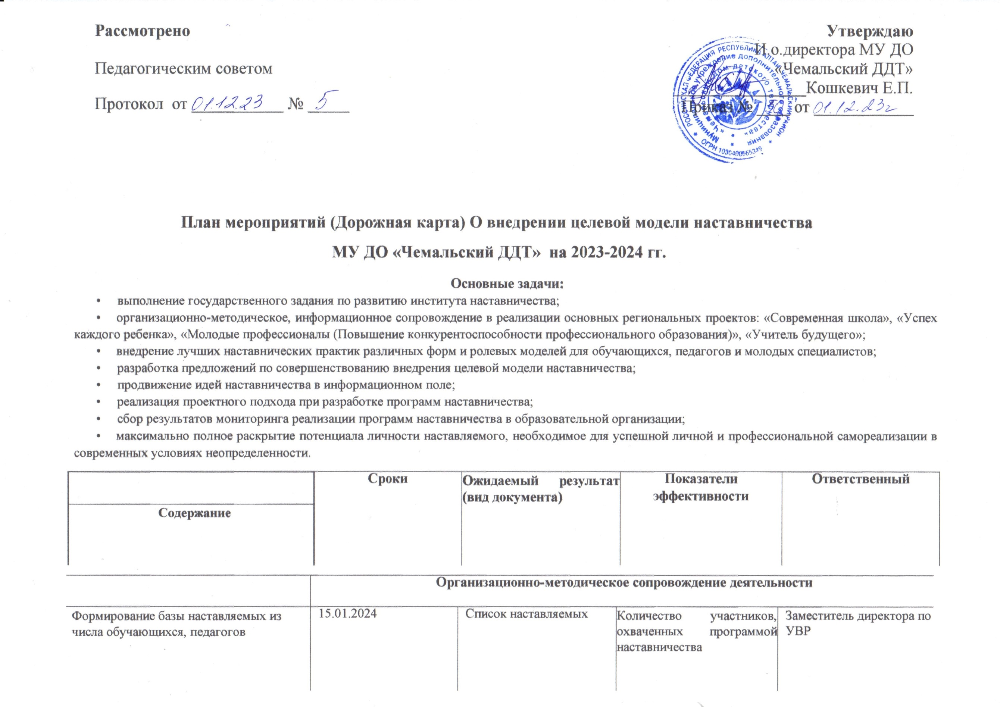 Рассмотрено
Педагогическим советом
Протокол от 01.12.23 № 5
Утверждаю
И.о.директора МУ ДО
«Чемальский ДДТ»
Кошкевич Е.П.
Приказ № от 01.12.23г
РОССИЙСКАЯ ФЕДЕРАЦИЯ РЕСПУБЛИКА АЛТАЙ ЧЕМАЛЬСКИЙ РАЙОН
Муниципальное учреждение дополнительного образования
«Чемальский дом детского творчества»
ОГРН
План мероприятий (Дорожная карта) О внедрении целевой модели наставничества
МУ ДО «Чемальский ДДТ» на 2023-2024 гг.
Основные задачи:
• выполнение государственного задания по развитию института наставничества;
• организационно-методическое, информационное сопровождение в реализации основных региональных проектов: «Современная школа», «Успех
каждого ребенка», «Молодые профессионалы (Повышение конкурентоспособности профессионального образования)», «Учитель будущего»;
• внедрение лучших наставнических практик различных форм и ролевых моделей для обучающихся, педагогов и молодых специалистов;
• разработка предложений по совершенствованию внедрения целевой модели наставничества;
• продвижение идей наставничества в информационном поле;
• реализация проектного подхода при разработке программ наставничества;
• сбор результатов мониторинга реализации программ наставничества в образовательной организации;
• максимально полное раскрытие потенциала личности наставляемого, необходимое для успешной личной и профессиональной самореализации в
современных условиях неопределенности.
Содержание
Сроки
Ожидаемый результат
(вид документа)
Показатели
эффективности
Ответственный
Организационно-методическое сопровождение деятельности
Формирование базы наставляемых из
числа обучающихся, педагогов
15.01.2024
Список наставляемых
Количество участников,
охваченных программой
наставничества
Заместитель директора по
УВР